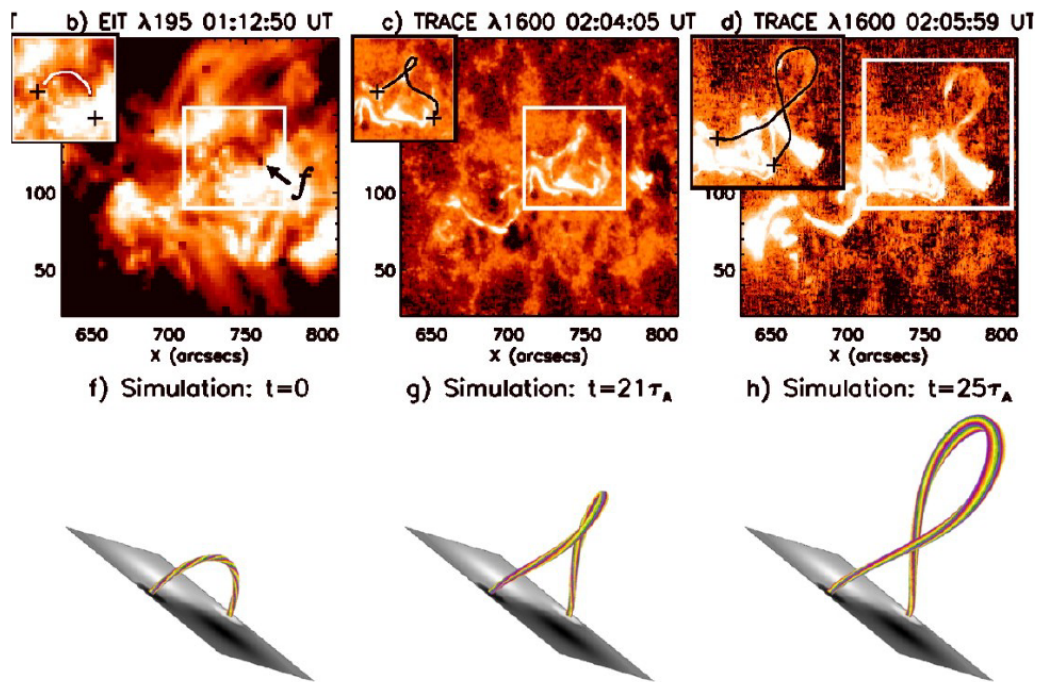 T b) EIT λ195 01:12:50 UT c) TRACE λ1600 02:04:05 UT d) TRACE λ1600 02:05:59 UT
f
100 100 100
50 50 50
650 700 750 800 650 700 750 800 650 700 750 800
X (arcsecs) X (arcsecs) X (arcsecs)
f) Simulation: t=0 g) Simulation: t=21τA h) Simulation: t=25τA